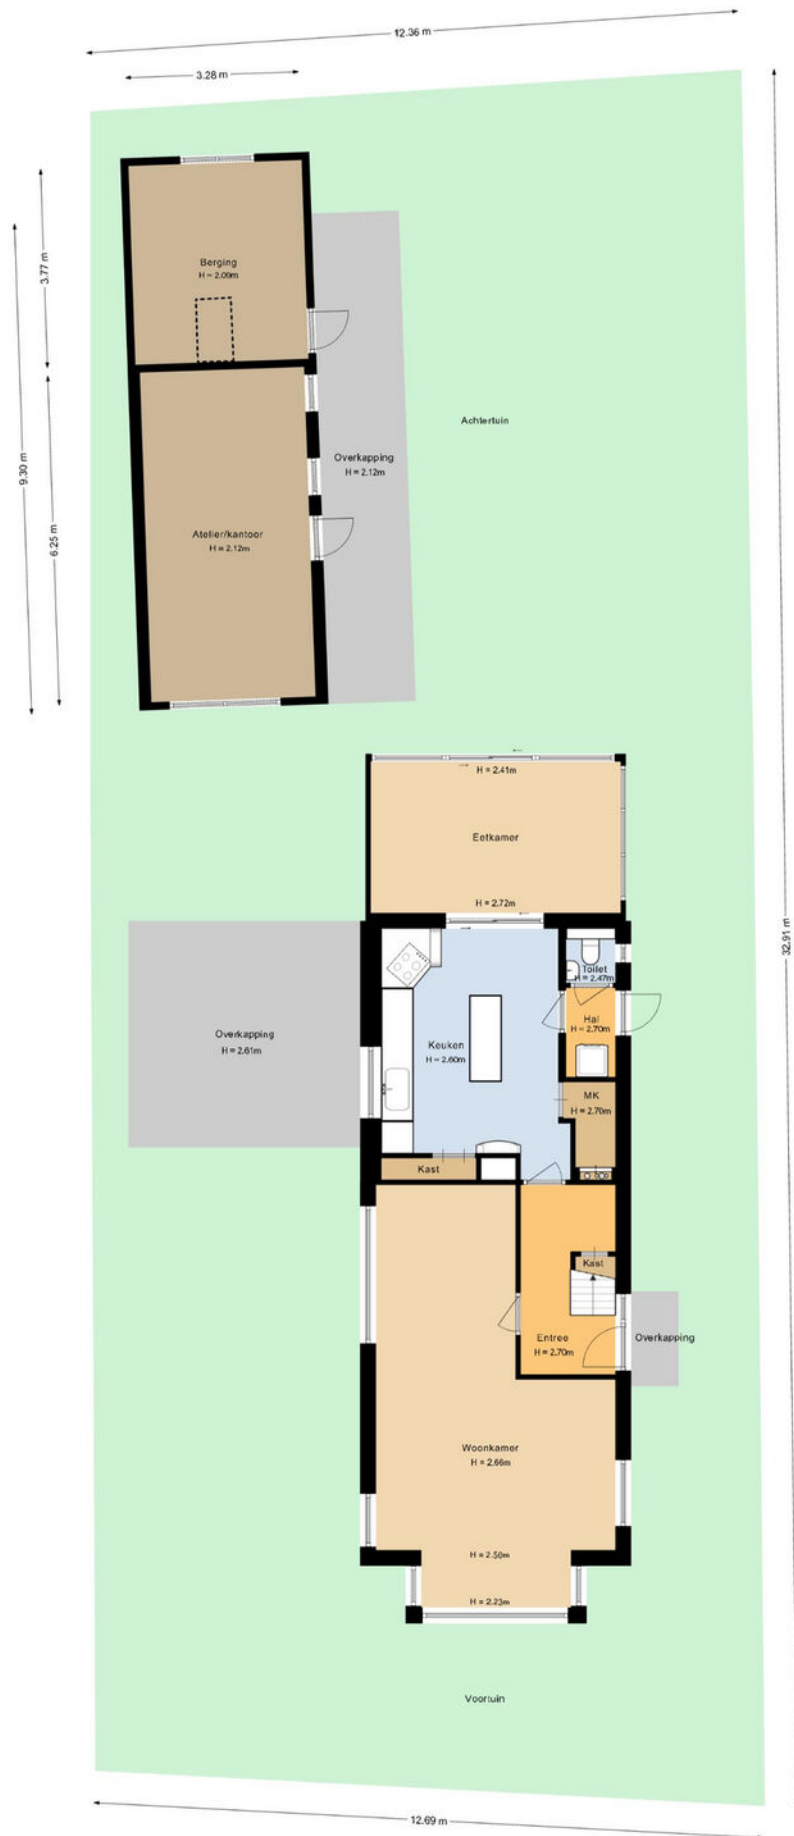 12.36 m
3.28 m
3.77 m
9.30 m
6.25 m
Berging
H = 2.09m
Achtertuin
Overkapping
H = 2.12m
Atelier/kantoor
H = 2.12m
H = 2.41m
Eetkamer
H = 2.72m
32.91 m
Toilet
H = 2.47m
Hal
H = 2.70m
Overkapping
H = 2.61m
Keuken
H = 2.60m
MK
H = 2.70m
Kast
Kast
Entree
H = 2.70m
Overkapping
Woonkamer
H = 2.66m
H = 2.50m
H = 2.23m
Voortuin
12.69 m